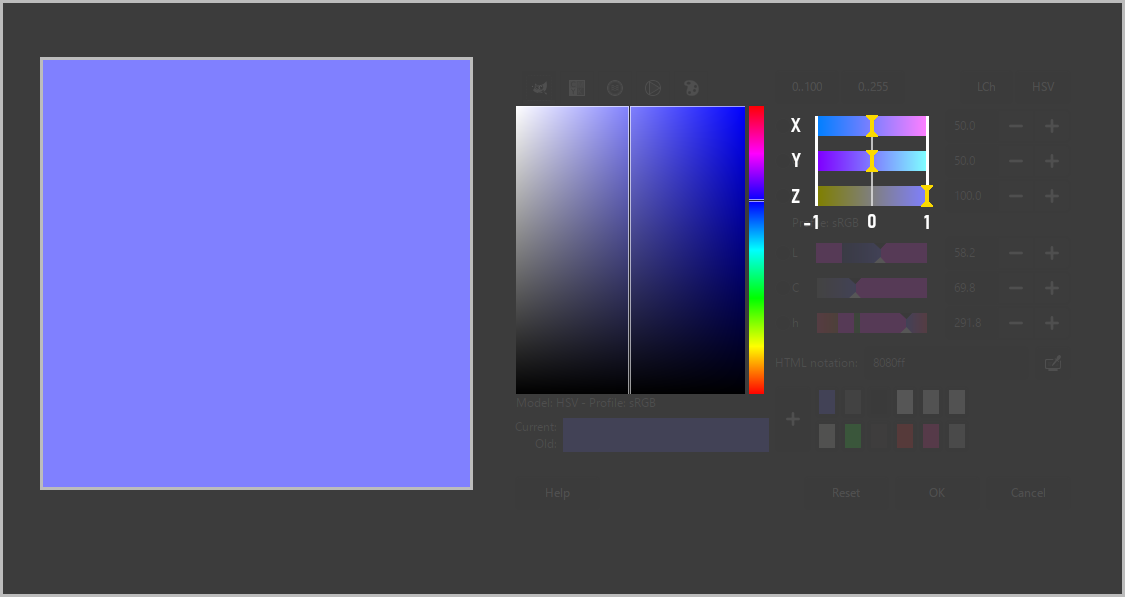 0..100 0..255 LCh HSV
X 50.0
Y 50.0
Z 100.0
-1 0 1
Profile: sRGB
L 58.2
C 69.8
h 291.8
HTML notation: 8080ff
Model: HSV - Profile: sRGB
Current:
Old:
Help Reset OK Cancel